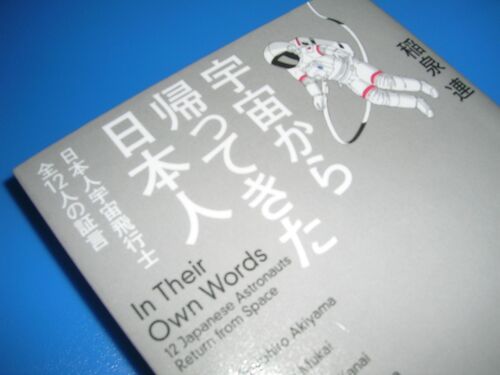 稲泉 連
宇宙から
帰ってきた
日本人
日本人宇宙飛行士
全12人の証言
In Their
Own Words
12 Japanese Astronauts
Return from Space
Akiyama
Mukai